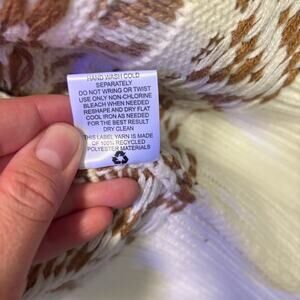 HAND WASH COLD
SEPARATELY
DO NOT WRING OR TWIST
USE ONLY NON-CHLORINE
BLEACH WHEN NEEDED
RESHAPE AND DRY FLAT
COOL IRON AS NEEDED
FOR THE BEST RESULT
DRY CLEAN
THIS LABEL YARN IS MADE
OF 100% RECYCLED
POLYESTER MATERIALS